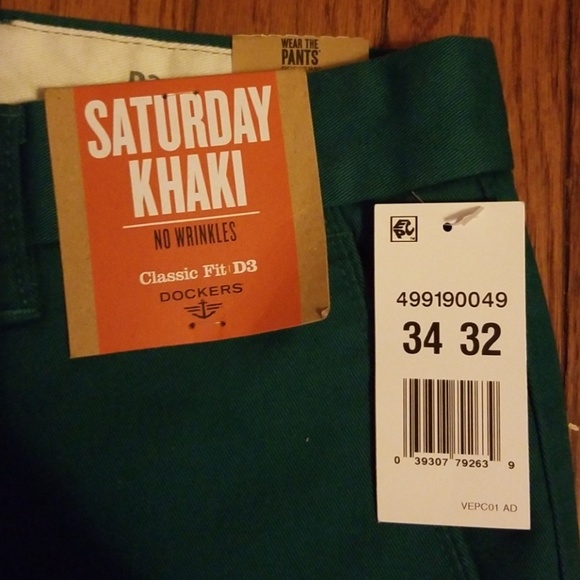 WEAR THE
PANTS
SATURDAY
KHAKI
NO WRINKLES
Classic Fit D3
DOCKERS
499190049
34 32
0 39307 79263 9
VEPC01 AD